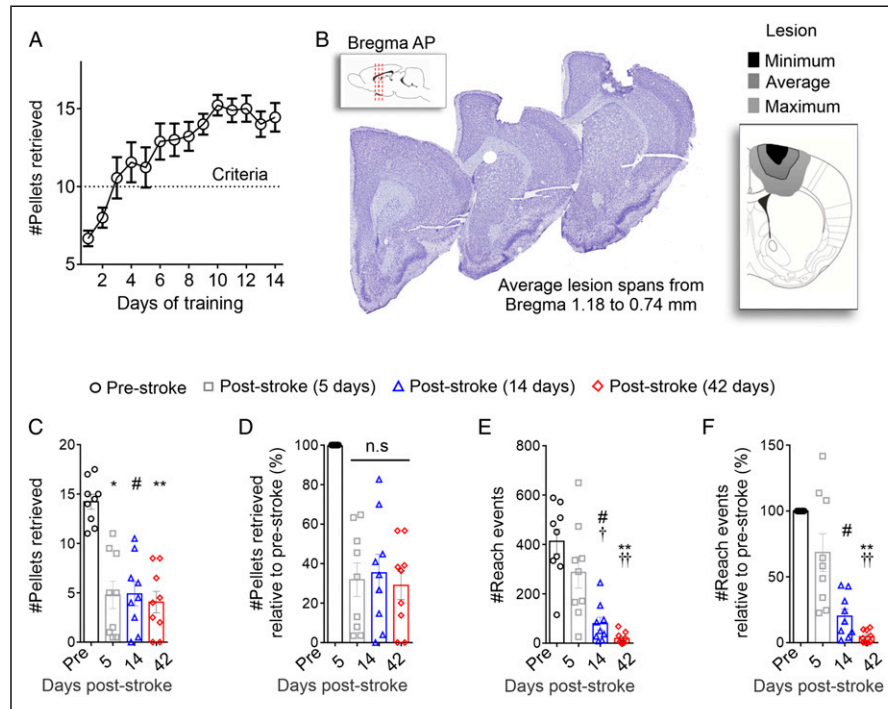 A
#Pellets retrieved
15
10
5
Criteria
2 4 6 8 10 12 14
Days of training
B
Bregma AP
Average lesion spans from
Bregma 1.18 to 0.74 mm
Lesion
Minimum
Average
Maximum
Pre-stroke
Post-stroke (5 days)
Post-stroke (14 days)
Post-stroke (42 days)
C
#Pellets retrieved
20
15
10
5
0
* # **
Pre 5 14 42
Days post-stroke
D
#Pellets retrieved
relative to pre-stroke (%)
100
80
60
40
20
0
n.s
Pre 5 14 42
Days post-stroke
E
#Reach events
800
600
400
200
0
# **
† ††
Pre 5 14 42
Days post-stroke
F
#Reach events
relative to pre-stroke (%)
150
100
50
0
# **
††
Pre 5 14 42
Days post-stroke